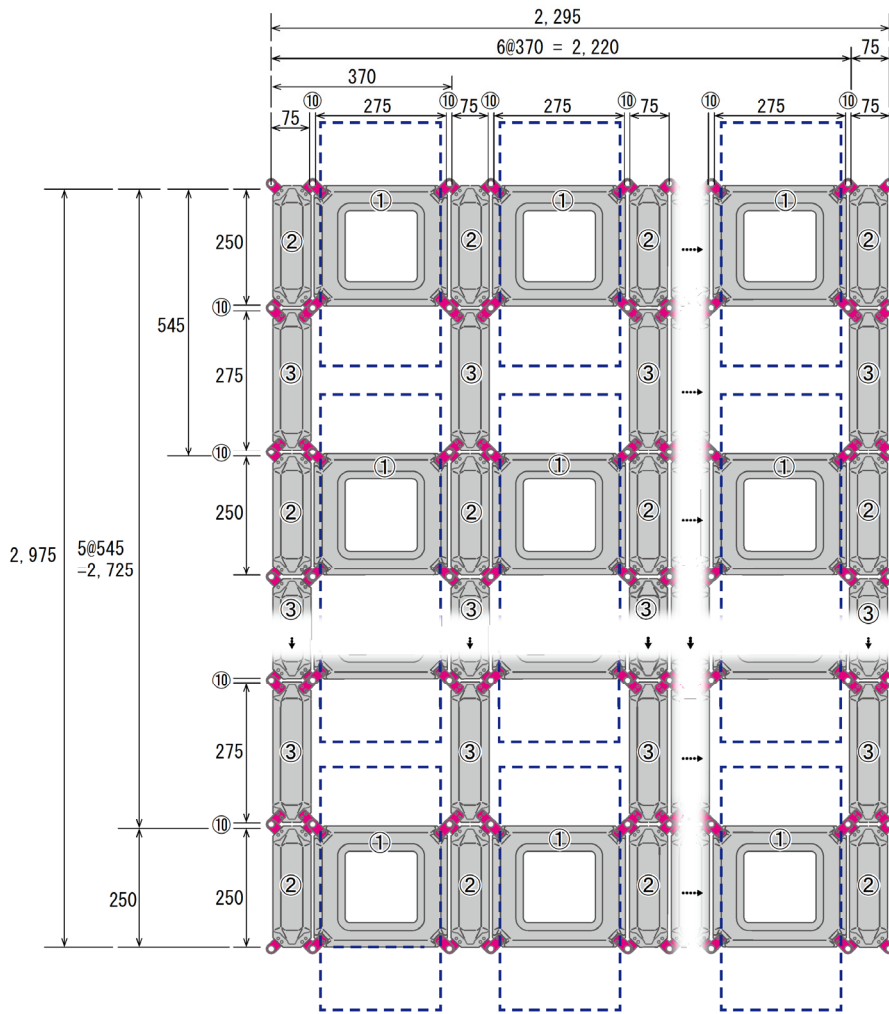 2,295
6@370 = 2,220 75
370
⑩ ⑩ ⑩ ⑩ ⑩ ⑩
75 275 75 275 75 275 75
① ① ①
250 ② ② ② ②
⑩
545
275 ③ ③ ③ ③
⑩
① ① ①
250 ② ② ② ②
2,975 5@545
=2,725
③ ③ ③ ③
⑩
275 ③ ③ ③ ③
⑩
① ① ①
250 250 ② ② ② ②